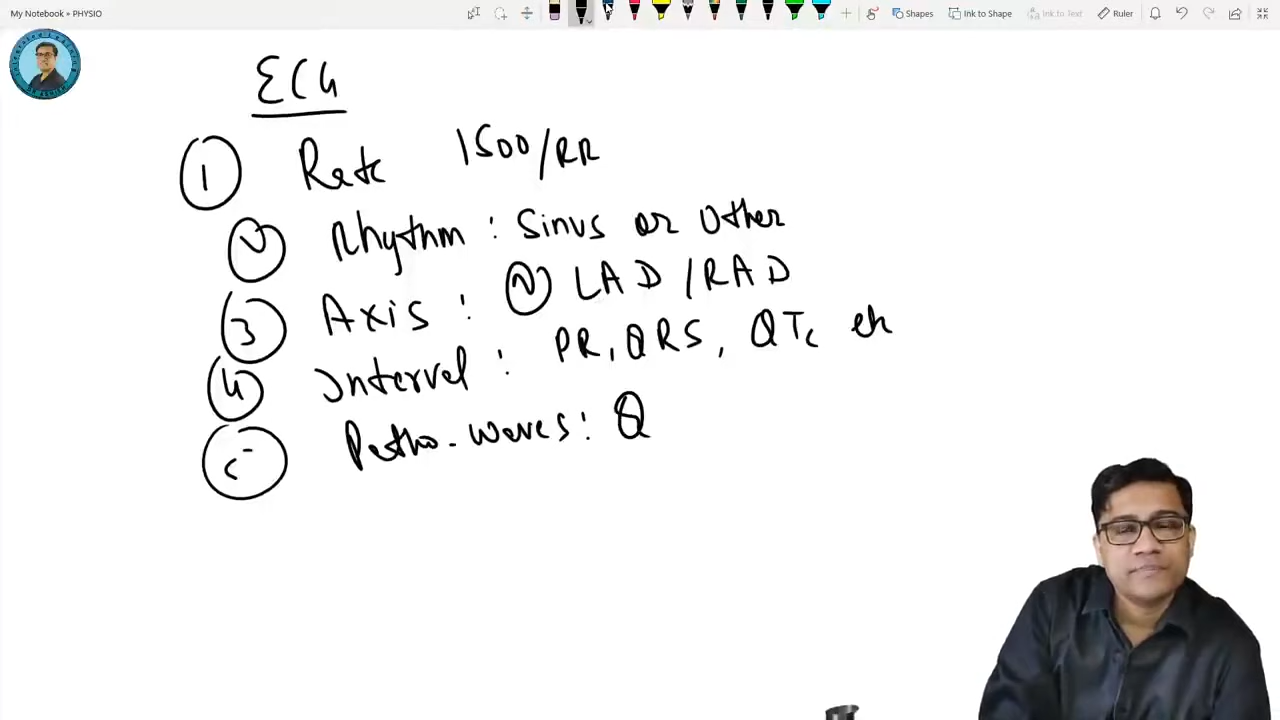 My Notebook » PHYSIO
Shapes
Ink to Shape
Ink to Text
Ruler
ECG
1 Rate 1500/RR
2 Rhythm : Sinus or Other
3 Axis : N LAD /RAD
4 Interval : PR, QRS, QTc etc
5 Patho. Waves: Q